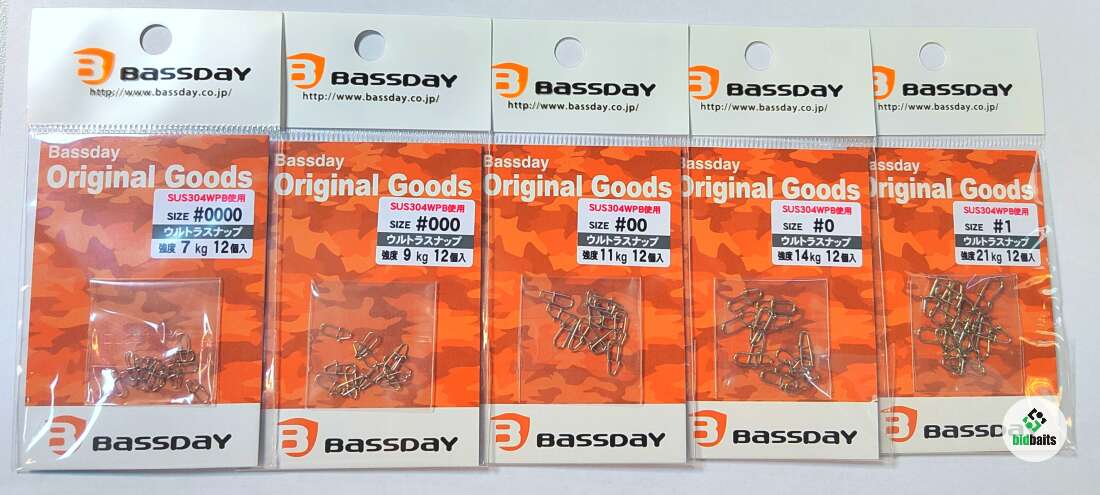 BASSDAY
http://www.bassday.co.jp/
Bassday
Original Goods
SUS304WPB使用
SIZE #0000
ウルトラスナップ
強度 7 kg 12個入
BASSDAY
BASSDAY
http://www.bassday.co.jp/
Bassday
Original Goods
SUS304WPB使用
SIZE #000
ウルトラスナップ
強度 9 kg 12個入
BASSDAY
BASSDAY
http://www.bassday.co.jp/
Bassday
Original Goods
SUS304WPB使用
SIZE #00
ウルトラスナップ
強度 11kg 12個入
BASSDAY
BASSDAY
http://www.bassday.co.jp/
Bassday
Original Goods
SUS304WPB使用
SIZE #0
ウルトラスナップ
強度 14kg 12個入
BASSDAY
BASSDAY
http://www.bassday.co.jp/
Bassday
Original Goods
SUS304WPB使用
SIZE #1
ウルトラスナップ
強度 21kg 12個入
BASSDAY
bidbaits